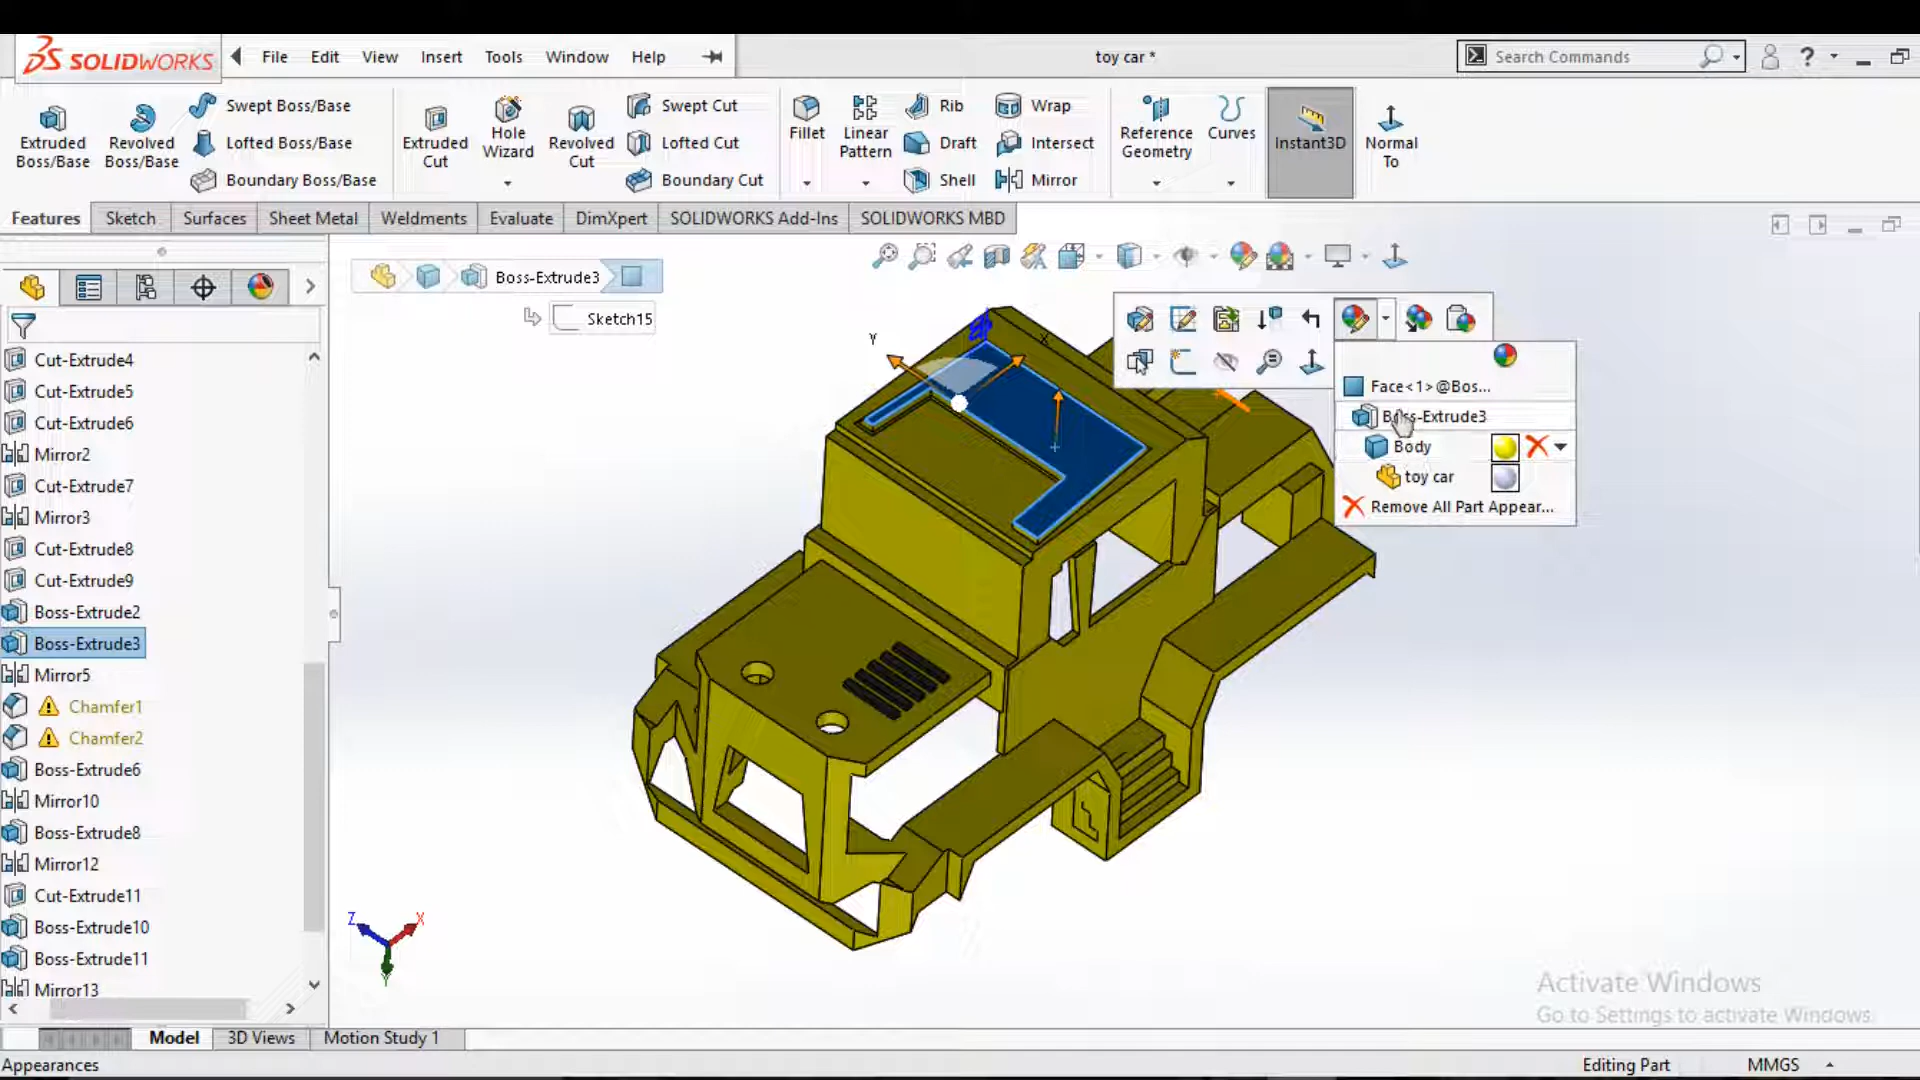 SOLIDWORKS File Edit View Insert Tools Window Help toy car * Search Commands ?
Extruded Boss/Base
Revolved Boss/Base
Swept Boss/Base
Lofted Boss/Base
Boundary Boss/Base
Extruded Cut
Hole Wizard
Revolved Cut
Swept Cut
Lofted Cut
Boundary Cut
Fillet
Linear Pattern
Rib
Draft
Shell
Wrap
Intersect
Mirror
Reference Geometry
Curves
Instant3D
Normal To
Features Sketch Surfaces Sheet Metal Weldments Evaluate DimXpert SOLIDWORKS Add-Ins SOLIDWORKS MBD
Boss-Extrude3
Sketch15
Cut-Extrude4
Cut-Extrude5
Cut-Extrude6
Mirror2
Cut-Extrude7
Mirror3
Cut-Extrude8
Cut-Extrude9
Boss-Extrude2
Boss-Extrude3
Mirror5
Chamfer1
Chamfer2
Boss-Extrude6
Mirror10
Boss-Extrude8
Mirror12
Cut-Extrude11
Boss-Extrude10
Boss-Extrude11
Mirror13
Y X
Face<1>@Bos...
Boss-Extrude3
Body
toy car
Remove All Part Appear...
Z X
Y
Activate Windows
Go to Settings to activate Windows.
Model 3D Views Motion Study 1
Appearances Editing Part MMGS